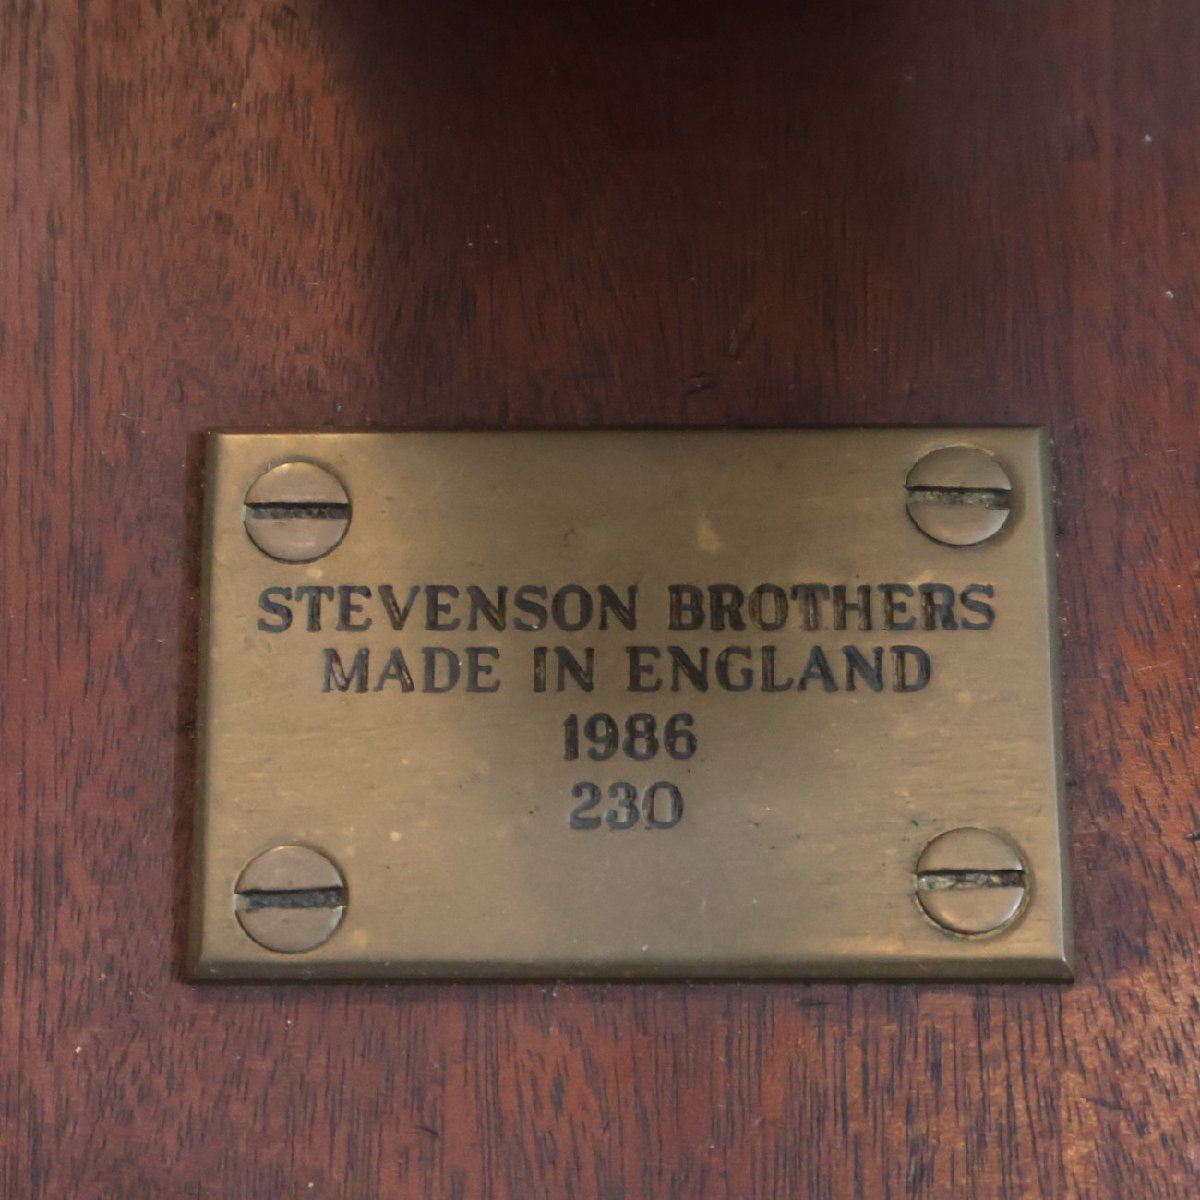 STEVENSON BROTHERS
MADE IN ENGLAND
1986
230